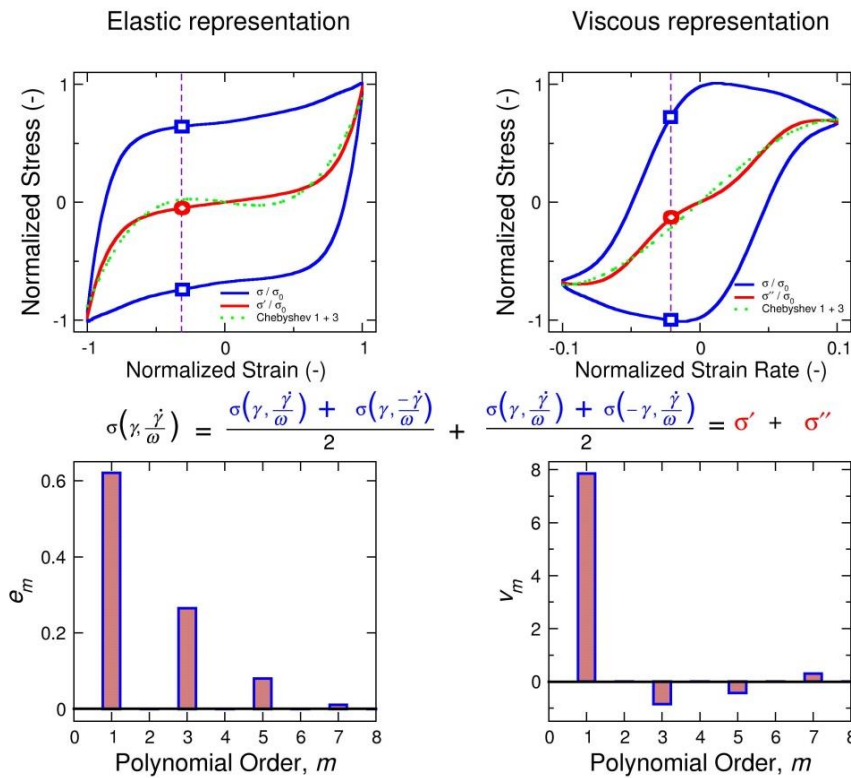 Elastic representation
Viscous representation
Normalized Stress (-)
1
0
-1
σ / σ0
σ′ / σ0
Chebyshev 1 + 3
-1 0 1
Normalized Strain (-)
Normalized Stress (-)
1
0
-1
σ / σ0
σ″ / σ0
Chebyshev 1 + 3
-0.1 0 0.1
Normalized Strain Rate (-)
σ(γ, γ̇/ω) = (σ(γ, γ̇/ω) + σ(γ, -γ̇/ω))/2 + (σ(γ, γ̇/ω) + σ(-γ, γ̇/ω))/2 = σ′ + σ″
e_m
0.6
0.4
0.2
0
0 1 2 3 4 5 6 7 8
Polynomial Order, m
v_m
8
6
4
2
0
0 1 2 3 4 5 6 7 8
Polynomial Order, m